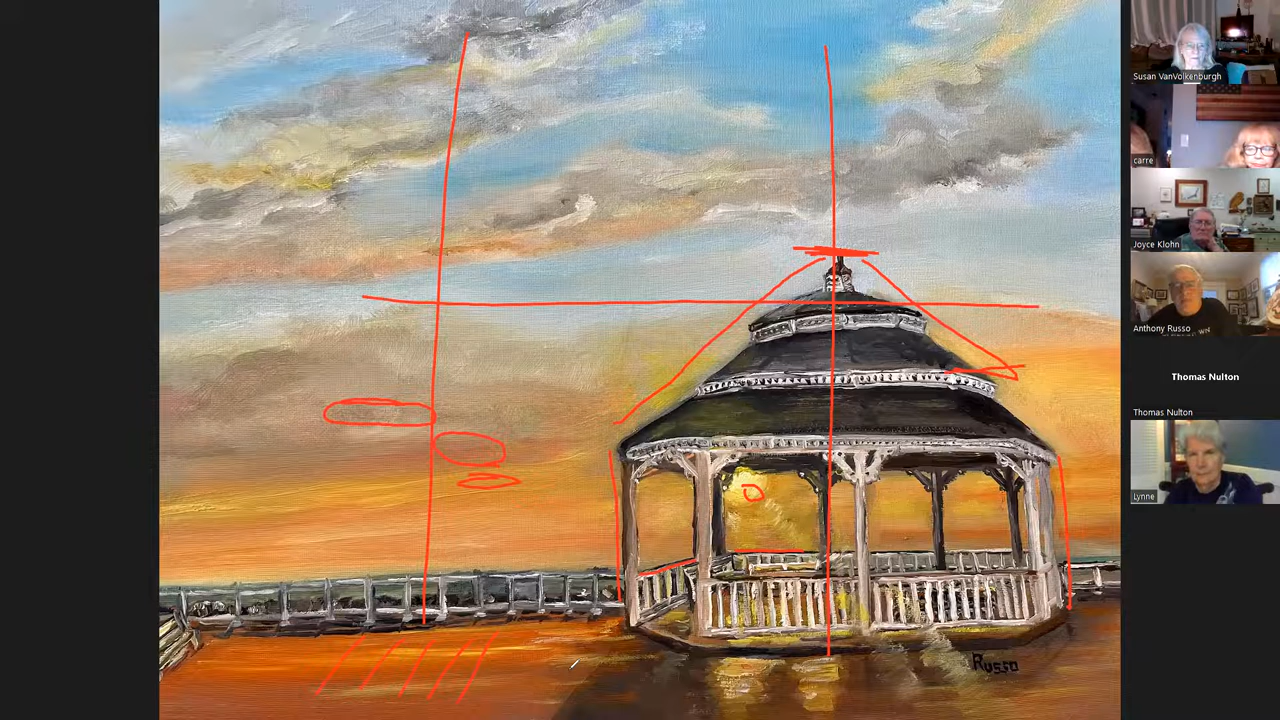 Susan VanVolkenburgh
carre
Joyce Klohn
Anthony Russo
Thomas Nulton
Thomas Nulton
Lynne
Russo